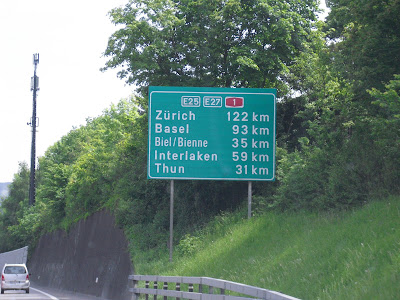 E25 E27 1
Zürich 122 km
Basel 93 km
Biel/Bienne 35 km
Interlaken 59 km
Thun 31 km